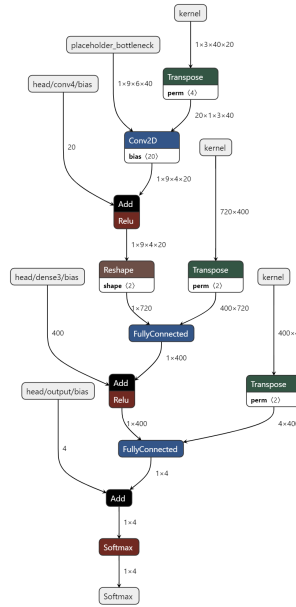 kernel
1×3×40×20
placeholder_bottleneck
Transpose
perm ⟨4⟩
1×9×6×40
20×1×3×40
head/conv4/bias
Conv2D
bias ⟨20⟩
kernel
20
1×9×4×20
Add
Relu
720×400
1×9×4×20
head/dense3/bias
Reshape
shape ⟨2⟩
Transpose
perm ⟨2⟩
kernel
1×720
400×720
400
FullyConnected
400×
1×400
head/output/bias
Add
Relu
Transpose
perm ⟨2⟩
1×400
4×400
4
FullyConnected
1×4
Add
1×4
Softmax
1×4
Softmax